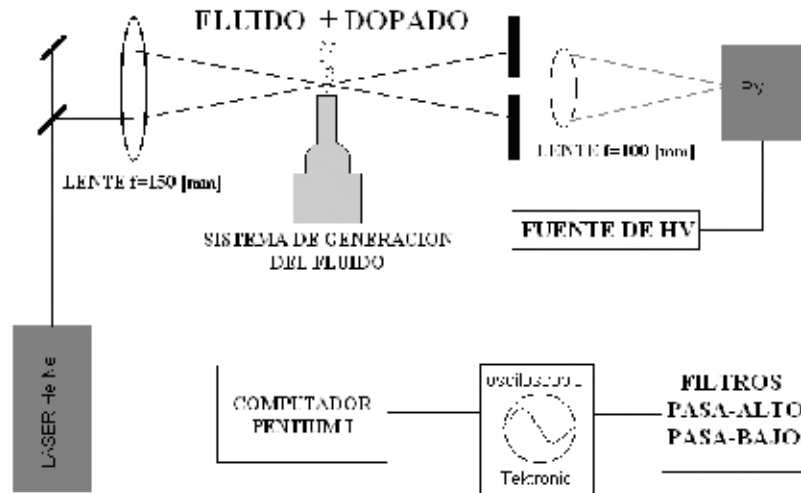 FLUIDO + DOPADO
LENTE f=150 [mm]
LENTE f=100 [mm]
SISTEMA DE GENERACION
DEL FLUIDO
FUENTE DE HV
LASER He Ne
COMPUTADOR
PENTIUM I
osciloscopio
Tektronic
FILTROS
PASA-ALTO
PASA-BAJO